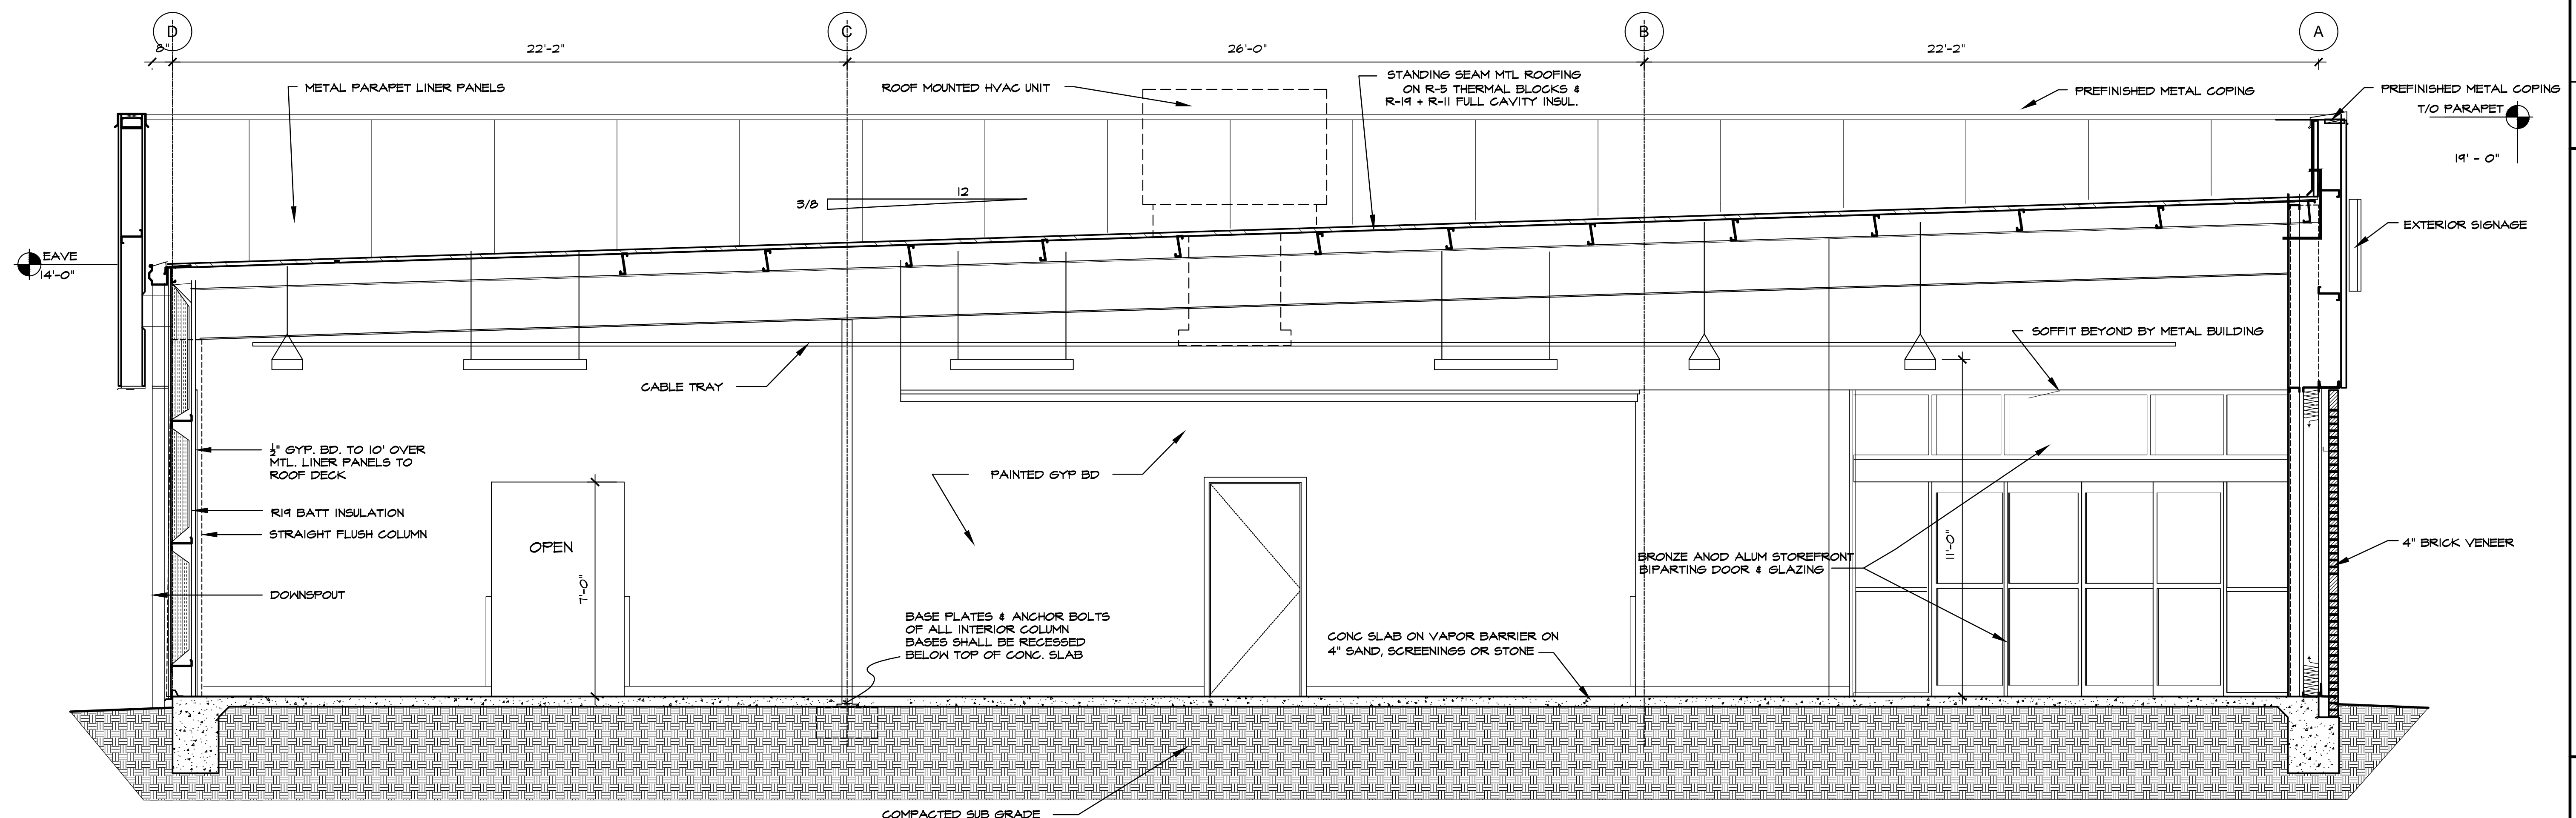 D
C
B
A
8"
22'-2"
26'-0"
22'-2"
METAL PARAPET LINER PANELS
ROOF MOUNTED HVAC UNIT
STANDING SEAM MTL ROOFING
ON R-5 THERMAL BLOCKS &
R-19 + R-11 FULL CAVITY INSUL.
PREFINISHED METAL COPING
PREFINISHED METAL COPING
T/O PARAPET
19' - 0"
12
3/8
EXTERIOR SIGNAGE
EAVE
14'-0"
SOFFIT BEYOND BY METAL BUILDING
CABLE TRAY
1/2" GYP. BD. TO 10' OVER
MTL. LINER PANELS TO
ROOF DECK
PAINTED GYP BD
R19 BATT INSULATION
STRAIGHT FLUSH COLUMN
OPEN
7'-0"
11'-0"
BRONZE ANOD ALUM STOREFRONT
BIPARTING DOOR & GLAZING
4" BRICK VENEER
DOWNSPOUT
BASE PLATES & ANCHOR BOLTS
OF ALL INTERIOR COLUMN
BASES SHALL BE RECESSED
BELOW TOP OF CONC. SLAB
CONC SLAB ON VAPOR BARRIER ON
4" SAND, SCREENINGS OR STONE
COMPACTED SUB GRADE